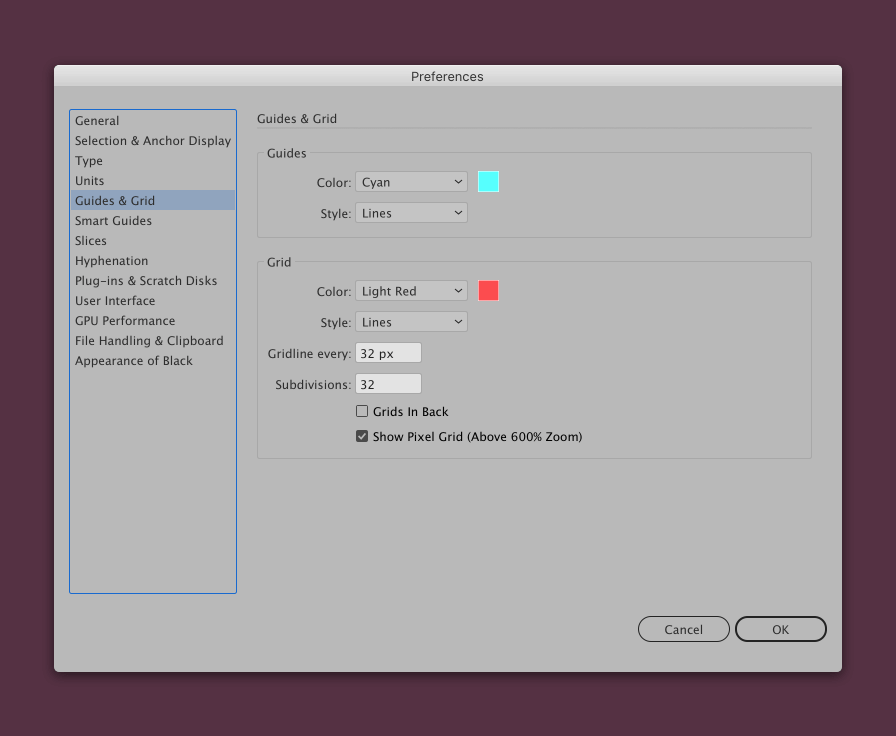 Preferences
General
Selection & Anchor Display
Type
Units
Guides & Grid
Smart Guides
Slices
Hyphenation
Plug-ins & Scratch Disks
User Interface
GPU Performance
File Handling & Clipboard
Appearance of Black
Guides & Grid
Guides
Color: Cyan
Style: Lines
Grid
Color: Light Red
Style: Lines
Gridline every: 32 px
Subdivisions: 32
Grids In Back
Show Pixel Grid (Above 600% Zoom)
Cancel OK